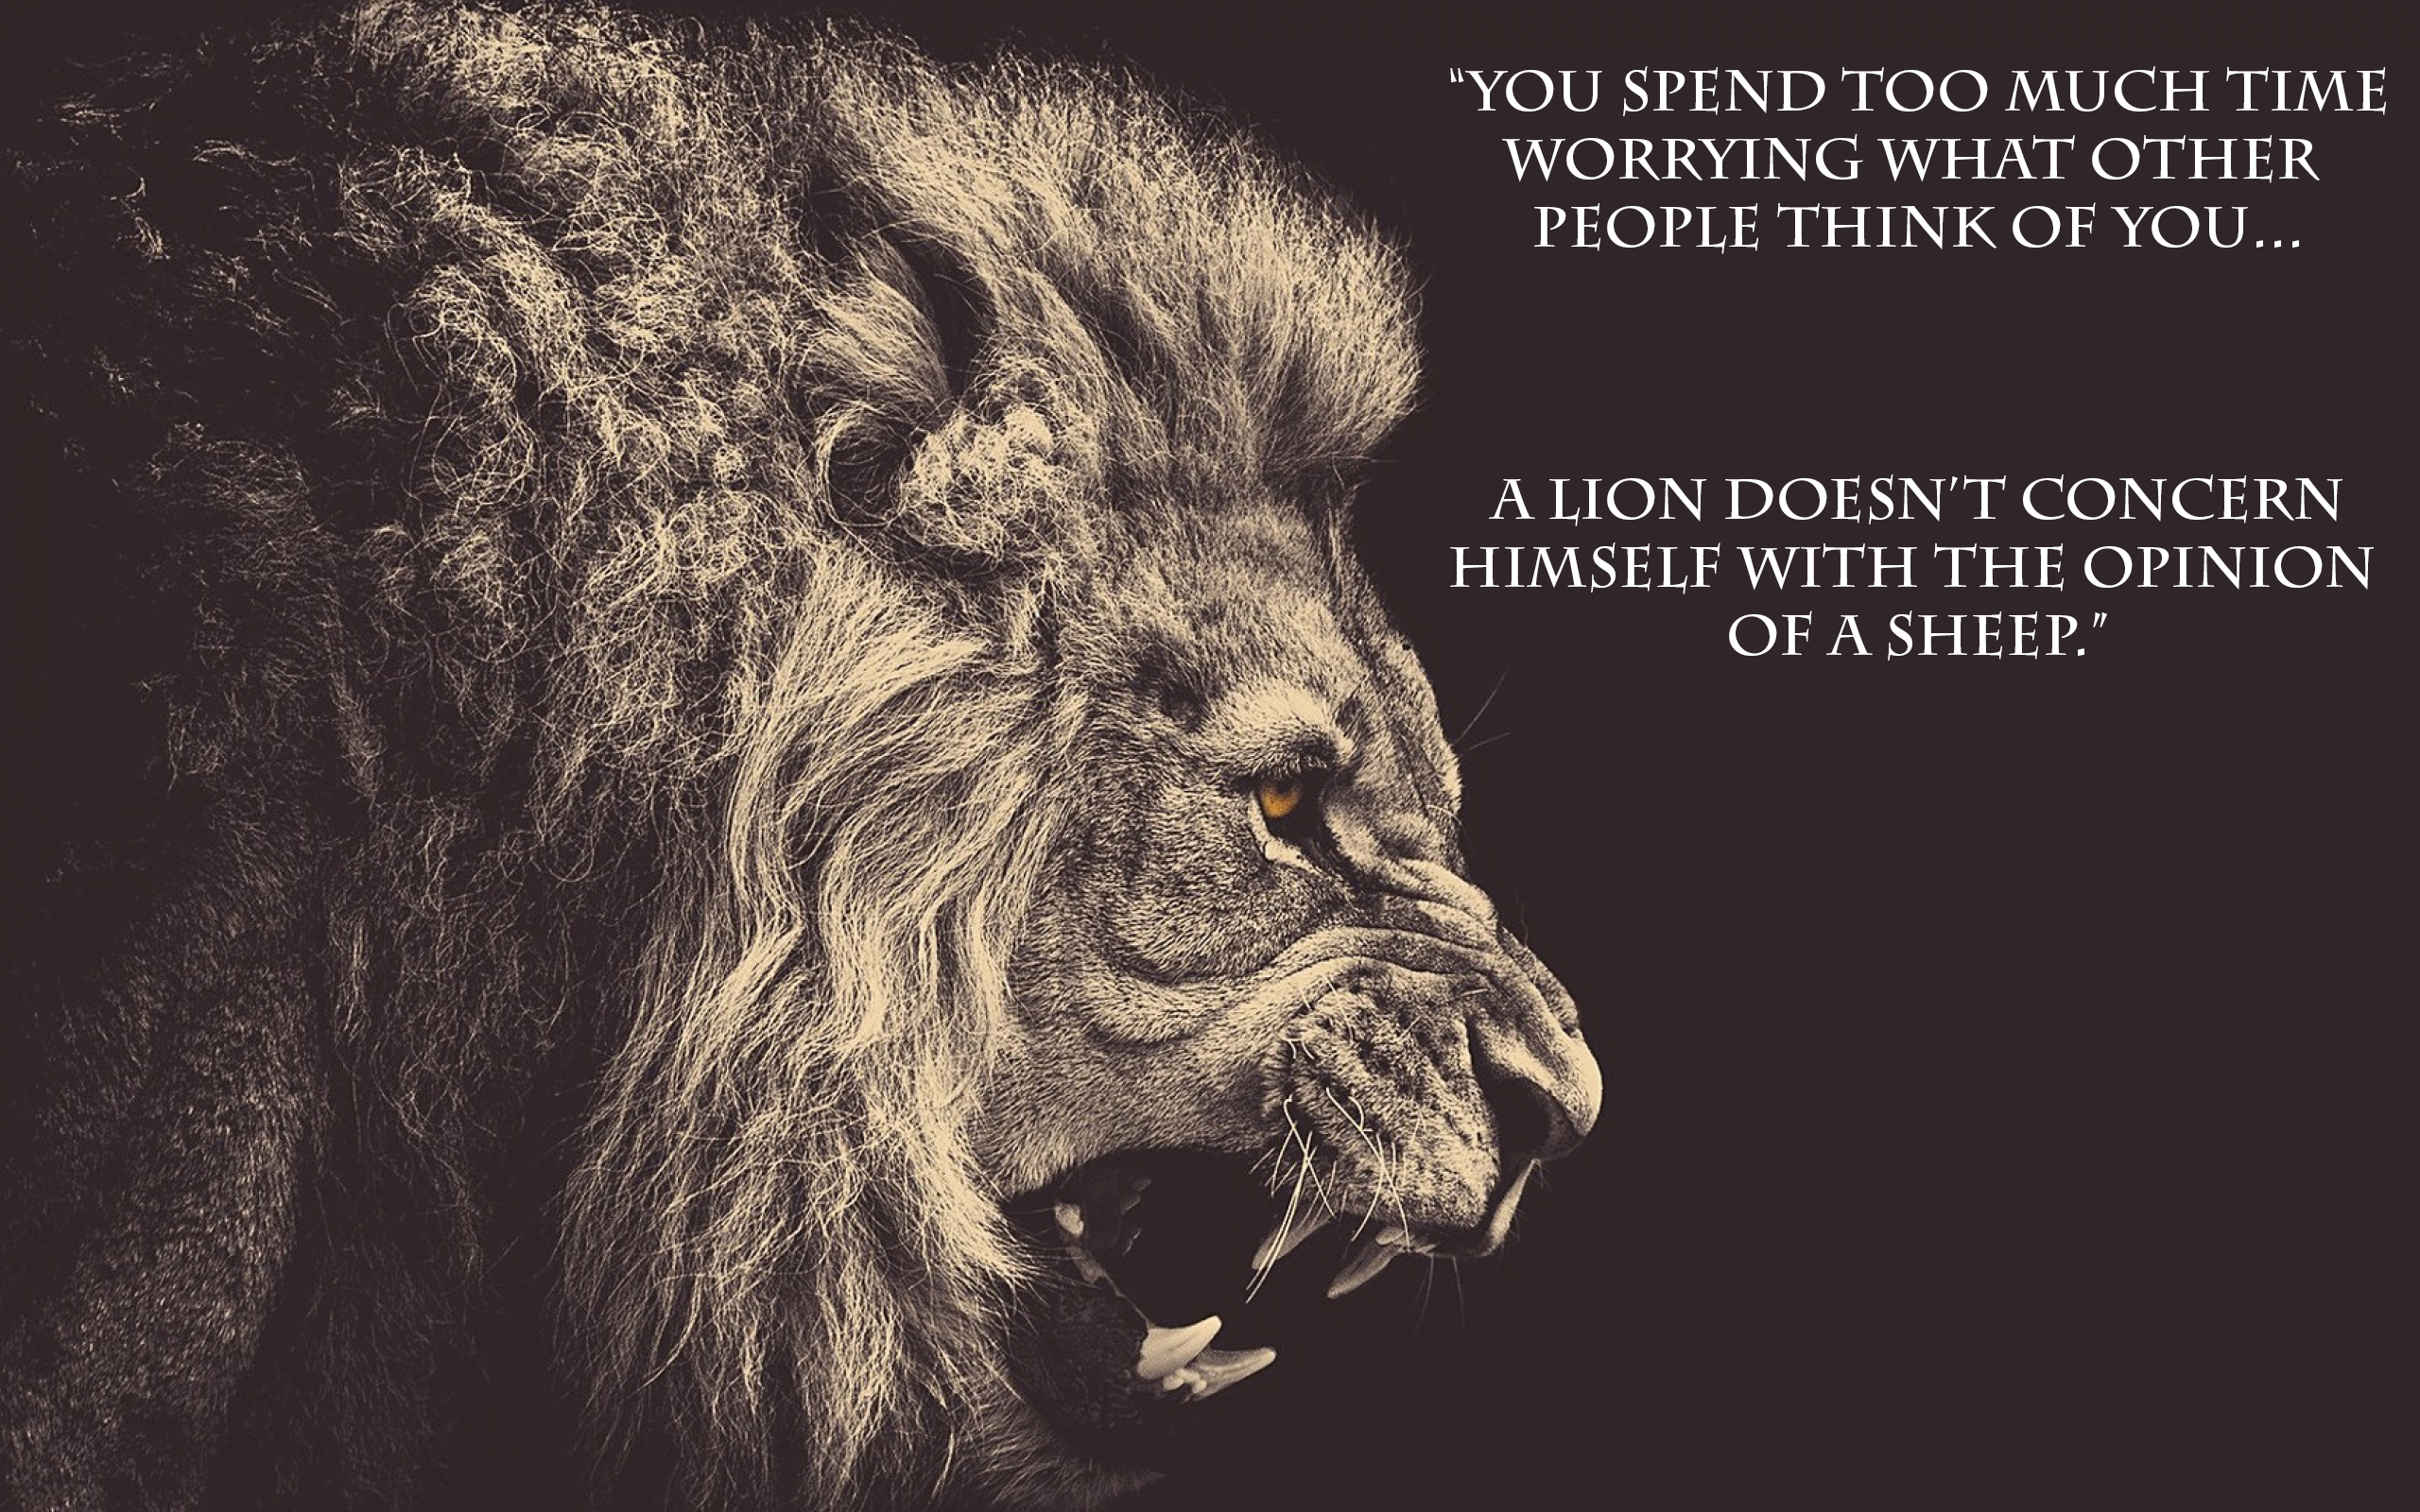 “YOU SPEND TOO MUCH TIME
WORRYING WHAT OTHER
PEOPLE THINK OF YOU...
A LION DOESN'T CONCERN
HIMSELF WITH THE OPINION
OF A SHEEP.”